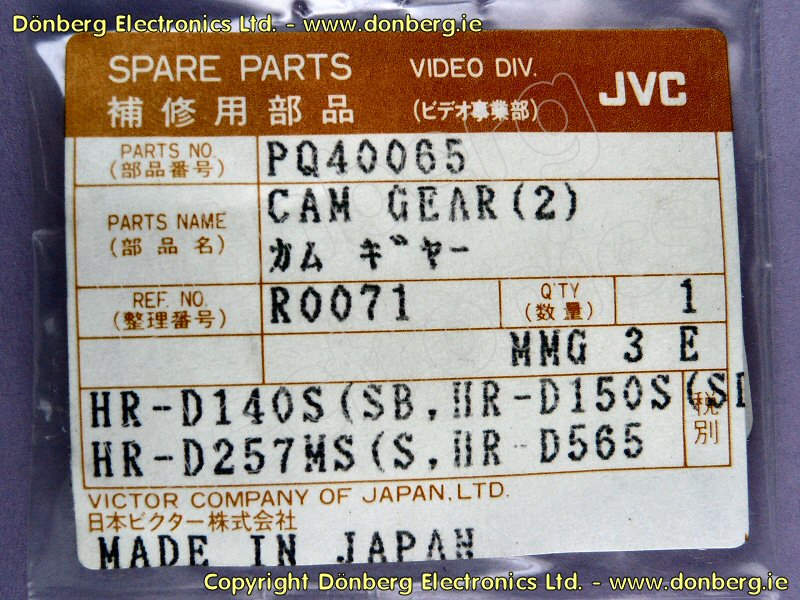 Dönberg Electronics Ltd. - www.donberg.ie
SPARE PARTS VIDEO DIV. JVC
補修用部品 (ビデオ事業部)
PARTS NO. (部品番号) PQ40065
PARTS NAME (部品名) CAM GEAR(2)
カム ギヤー
REF. NO. (整理番号) R0071 Q'TY (数量) 1
MMG 3 E
HR-D140S(SB,HR-D150S(S
HR-D257MS(S,HR-D565
税別
VICTOR COMPANY OF JAPAN, LTD.
日本ビクター株式会社
MADE IN JAPAN
Copyright Dönberg Electronics Ltd. - www.donberg.ie